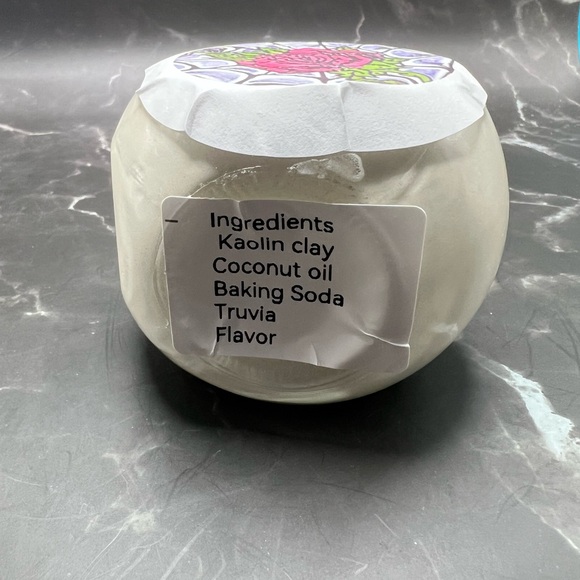 Ingredients
Kaolin clay
Coconut oil
Baking Soda
Truvia
Flavor